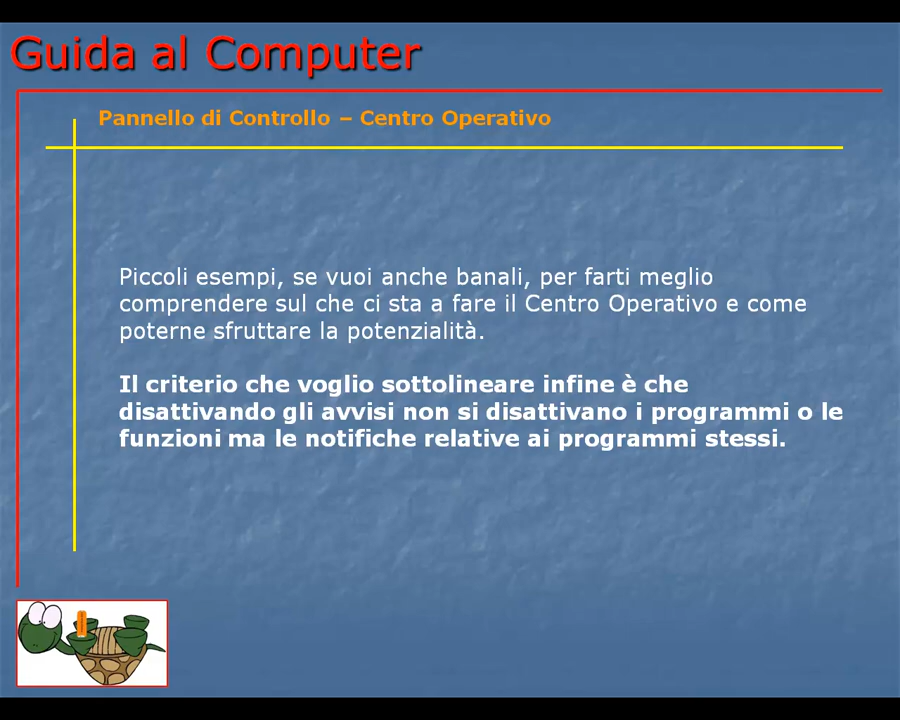 Guida al Computer
Pannello di Controllo – Centro Operativo
Piccoli esempi, se vuoi anche banali, per farti meglio
comprendere sul che ci sta a fare il Centro Operativo e come
poterne sfruttare la potenzialità.
Il criterio che voglio sottolineare infine è che
disattivando gli avvisi non si disattivano i programmi o le
funzioni ma le notifiche relative ai programmi stessi.